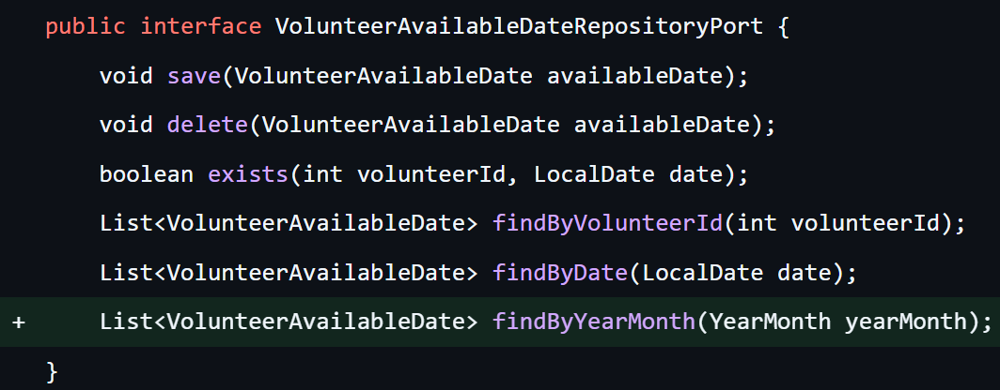 public interface VolunteerAvailableDateRepositoryPort {
void save(VolunteerAvailableDate availableDate);
void delete(VolunteerAvailableDate availableDate);
boolean exists(int volunteerId, LocalDate date);
List<VolunteerAvailableDate> findByVolunteerId(int volunteerId);
List<VolunteerAvailableDate> findByDate(LocalDate date);
+ List<VolunteerAvailableDate> findByYearMonth(YearMonth yearMonth);
}